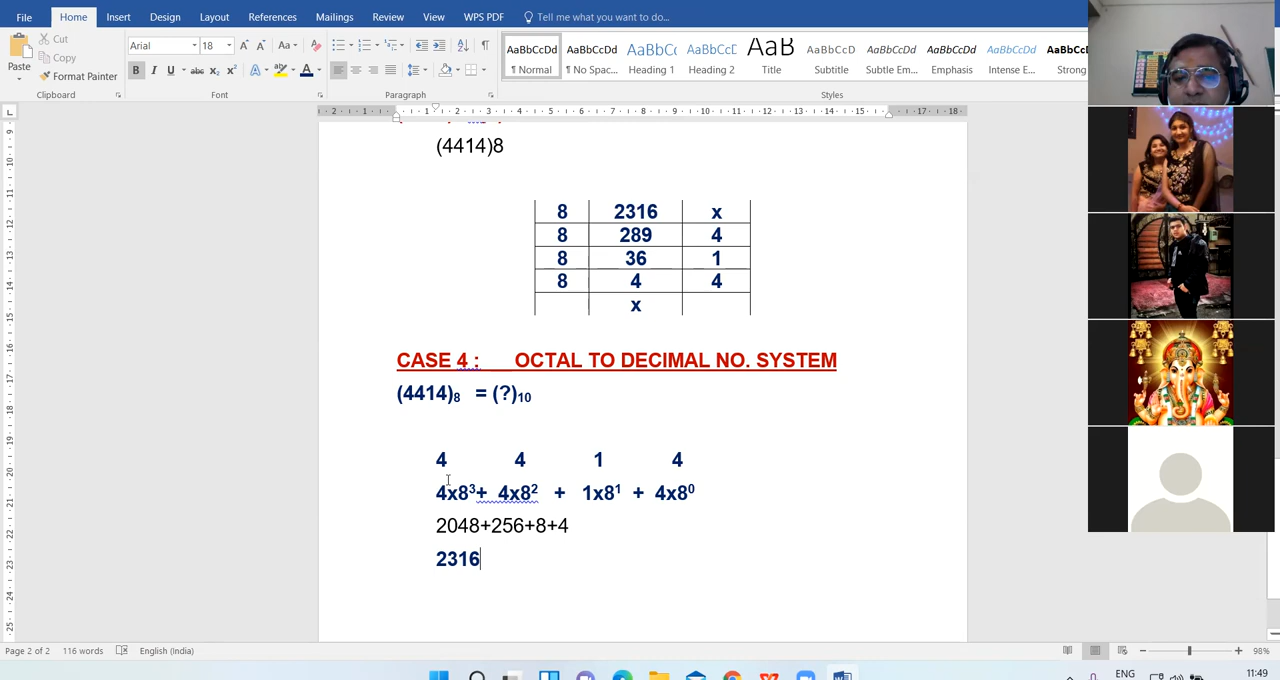 File Home Insert Design Layout References Mailings Review View WPS PDF Tell me what you want to do...
Paste
Cut
Copy
Format Painter
Arial 18
AaBbCcDd AaBbCcDd AaBbCc AaBbCcD AaB AaBbCcD AaBbCcDd AaBbCcDd AaBbCcDd AaBbCc
¶ Normal ¶ No Spac... Heading 1 Heading 2 Title Subtitle Subtle Em... Emphasis Intense E... Strong
Clipboard Font Paragraph Styles
(4414)8
8 2316 x
8 289 4
8 36 1
8 4 4
x
CASE 4 : OCTAL TO DECIMAL NO. SYSTEM
(4414)₈ = (?)₁₀
4 4 1 4
4x8³+ 4x8² + 1x8¹ + 4x8⁰
2048+256+8+4
2316
Page 2 of 2 116 words English (India) 98%
ENG 11:49